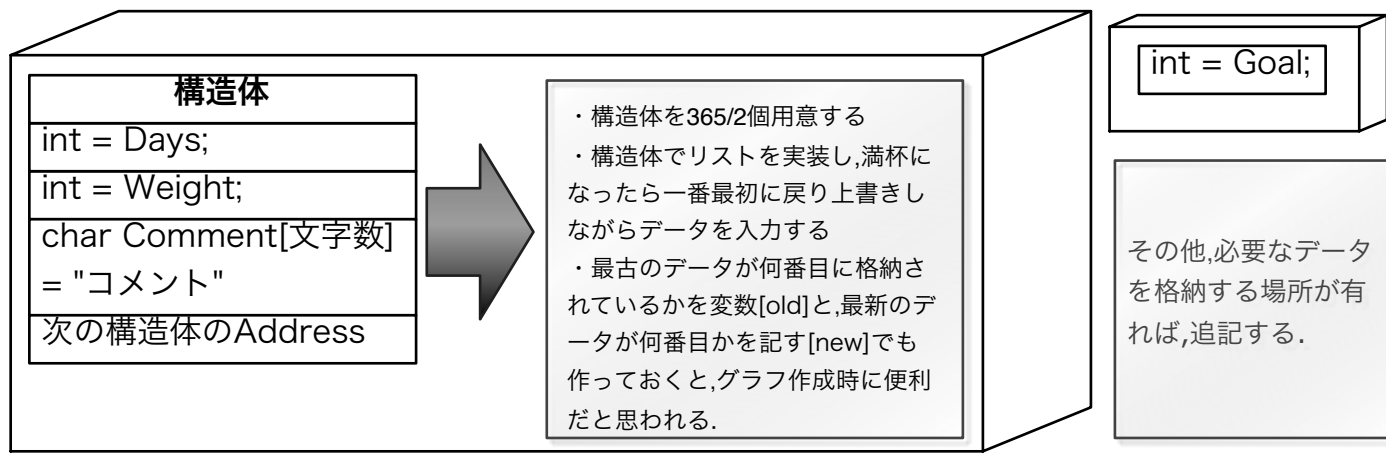 構造体
int = Days;
int = Weight;
char Comment[文字数]
= "コメント"
次の構造体のAddress
・構造体を365/2個用意する
・構造体でリストを実装し,満杯に
なったら一番最初に戻り上書きし
ながらデータを入力する
・最古のデータが何番目に格納さ
れているかを変数[old]と,最新のデ
ータが何番目かを記す[new]でも
作っておくと,グラフ作成時に便利
だと思われる.
int = Goal;
その他,必要なデータ
を格納する場所が有
れば,追記する.